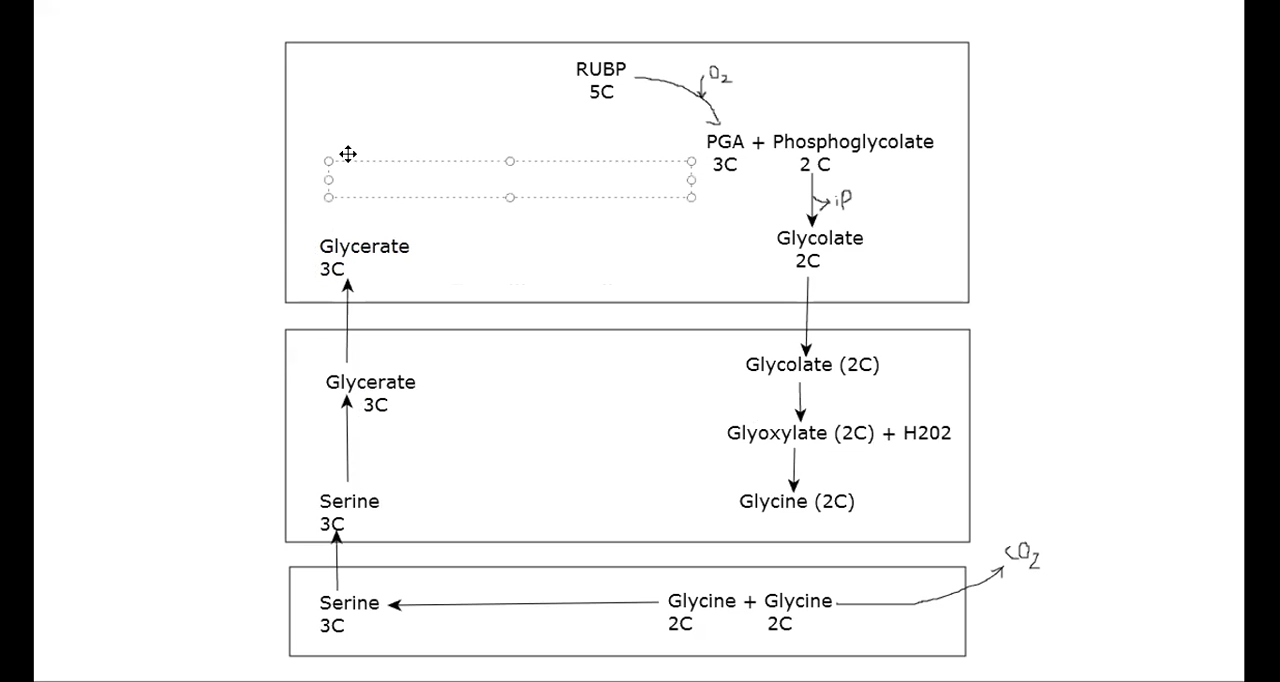 RUBP
5C
O2
PGA + Phosphoglycolate
3C 2 C
iP
Glycolate
2C
Glycerate
3C
Glycolate (2C)
Glycerate
3C
Glyoxylate (2C) + H202
Glycine (2C)
Serine
3C
CO2
Serine
3C
Glycine + Glycine
2C 2C